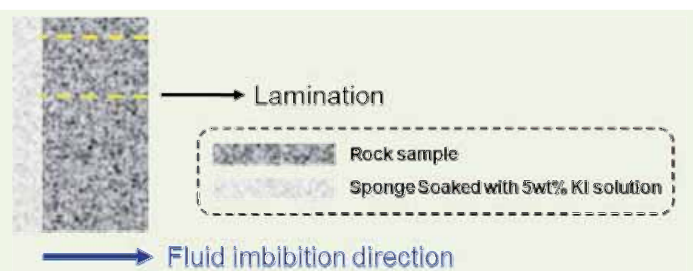 Lamination
Rock sample
Sponge Soaked with 5wt% KI solution
Fluid imbibition direction